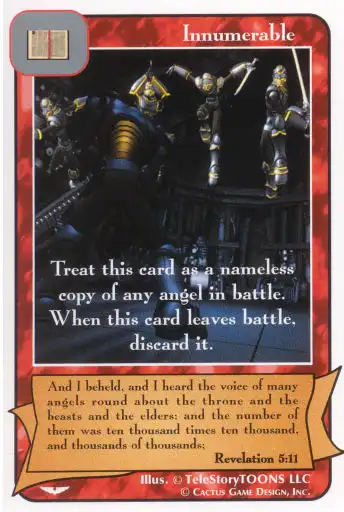 Innumerable
Treat this card as a nameless
copy of any angel in battle.
When this card leaves battle,
discard it.
And I beheld, and I heard the voice of many
angels round about the throne and the
beasts and the elders: and the number of
them was ten thousand times ten thousand,
and thousands of thousands;
Revelation 5:11
Illus. © TeleStoryTOONS LLC
© Cactus Game Design, Inc.